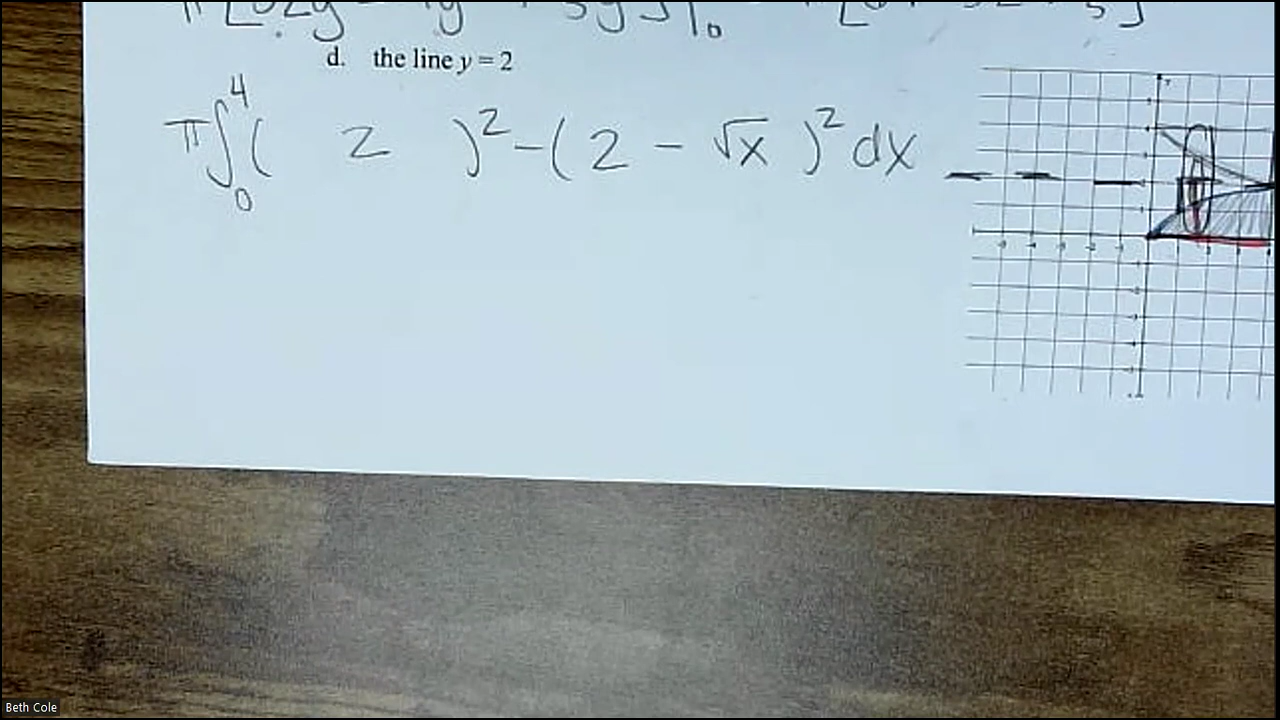 d. the line y = 2
π∫₀⁴( 2 )² - ( 2 - √x )² dx
Beth Cole